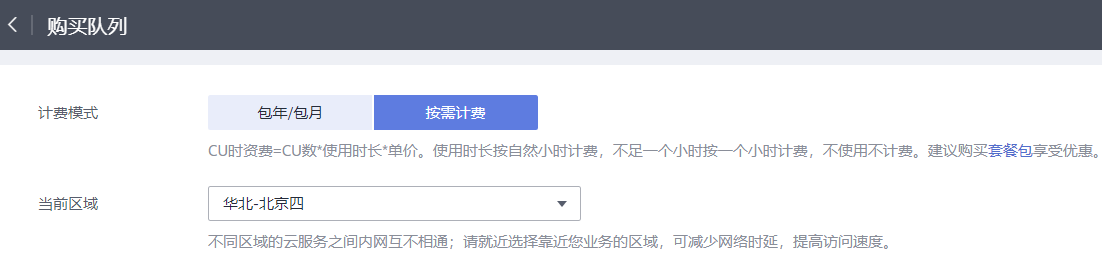 购买队列
计费模式 包年/包月 按需计费
CU时资费=CU数*使用时长*单价。使用时长按自然小时计费，不足一个小时按一个小时计费，不使用不计费。建议购买套餐包享受优惠。
当前区域 华北-北京四
不同区域的云服务之间内网互不相通；请就近选择靠近您业务的区域，可减少网络时延，提高访问速度。